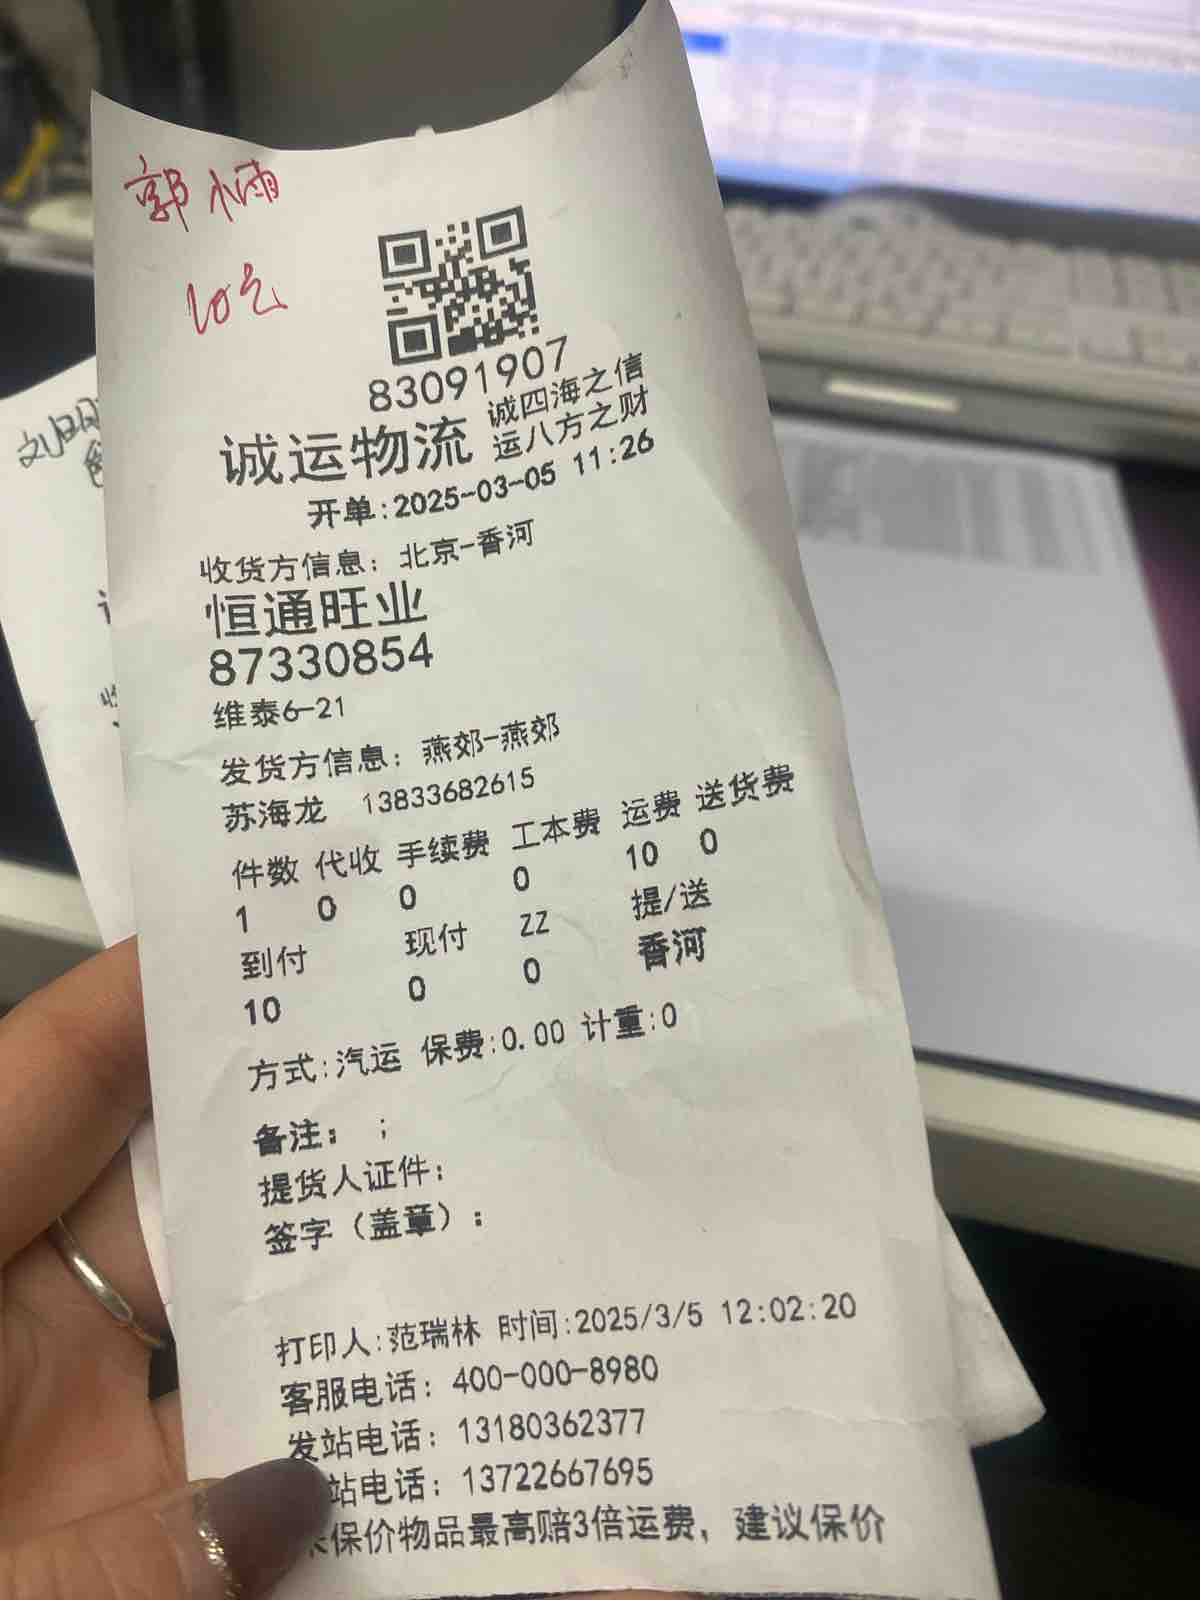 郭小雨
10元
83091907
诚运物流 诚四海之信
运八方之财
开单:2025-03-05 11:26
收货方信息：北京-香河
恒通旺业
87330854
维泰6-21
发货方信息：燕郊-燕郊
苏海龙 13833682615
件数 代收 手续费 工本费 运费 送货费
1 0 0 0 10 0
到付 现付 ZZ 提/送
10 0 0 香河
方式:汽运 保费:0.00 计重:0
备注：;
提货人证件：
签字（盖章）：
打印人:范瑞林 时间:2025/3/5 12:02:20
客服电话：400-000-8980
发站电话：13180362377
站电话：13722667695
保价物品最高赔3倍运费，建议保价